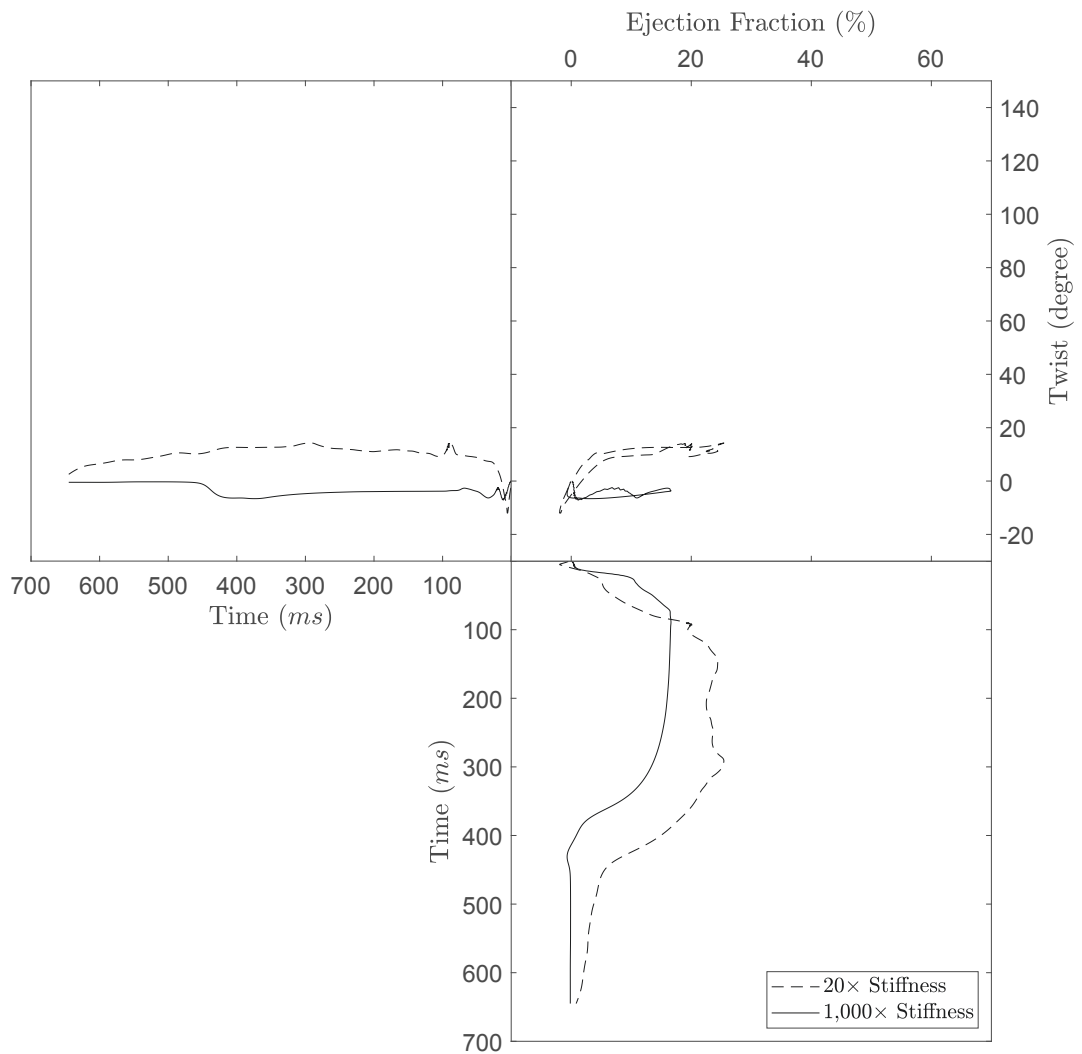 Ejection Fraction (%)
0 20 40 60
140
120
100
80
60
40
20
0
-20
Twist (degree)
700 600 500 400 300 200 100
Time (ms)
100
200
300
400
500
600
700
Time (ms)
20× Stiffness
1,000× Stiffness